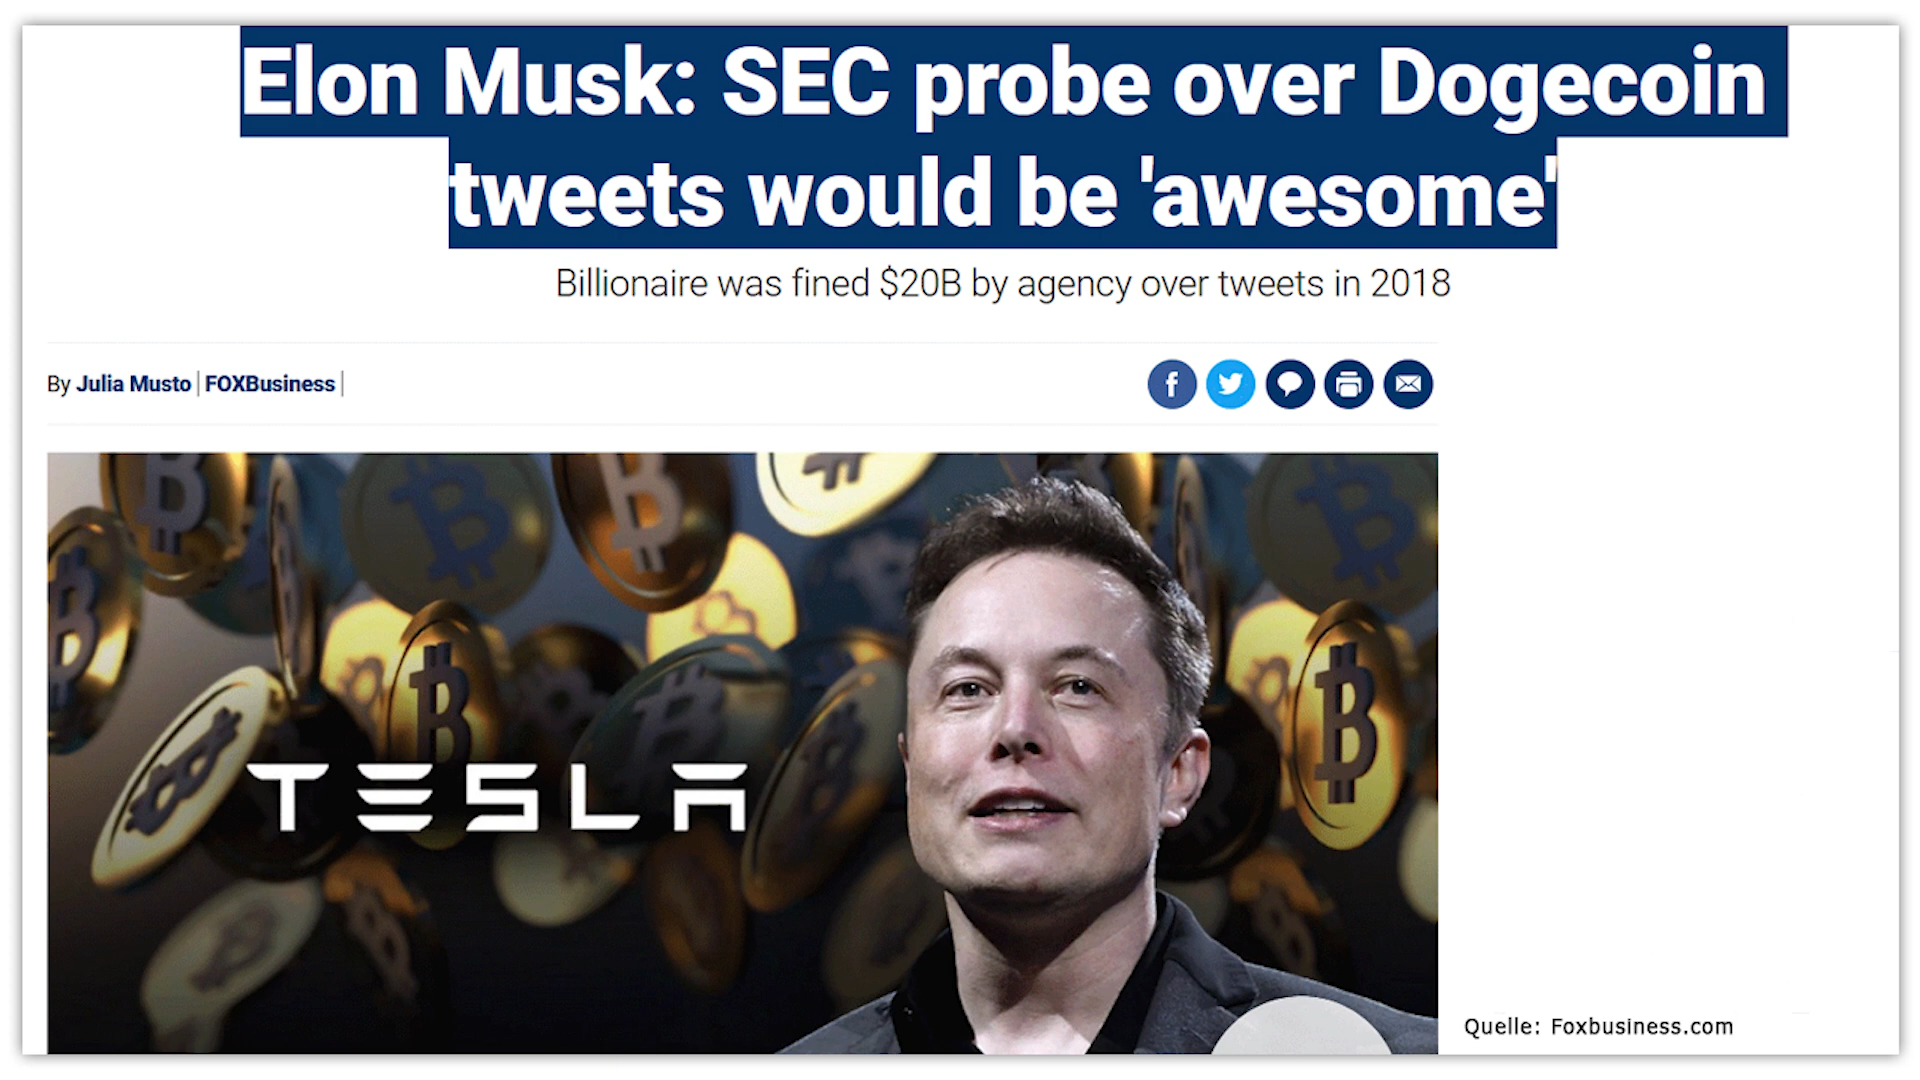 Elon Musk: SEC probe over Dogecoin
tweets would be 'awesome'
Billionaire was fined $20B by agency over tweets in 2018
By Julia Musto | FOXBusiness |
TESLA
Quelle: Foxbusiness.com